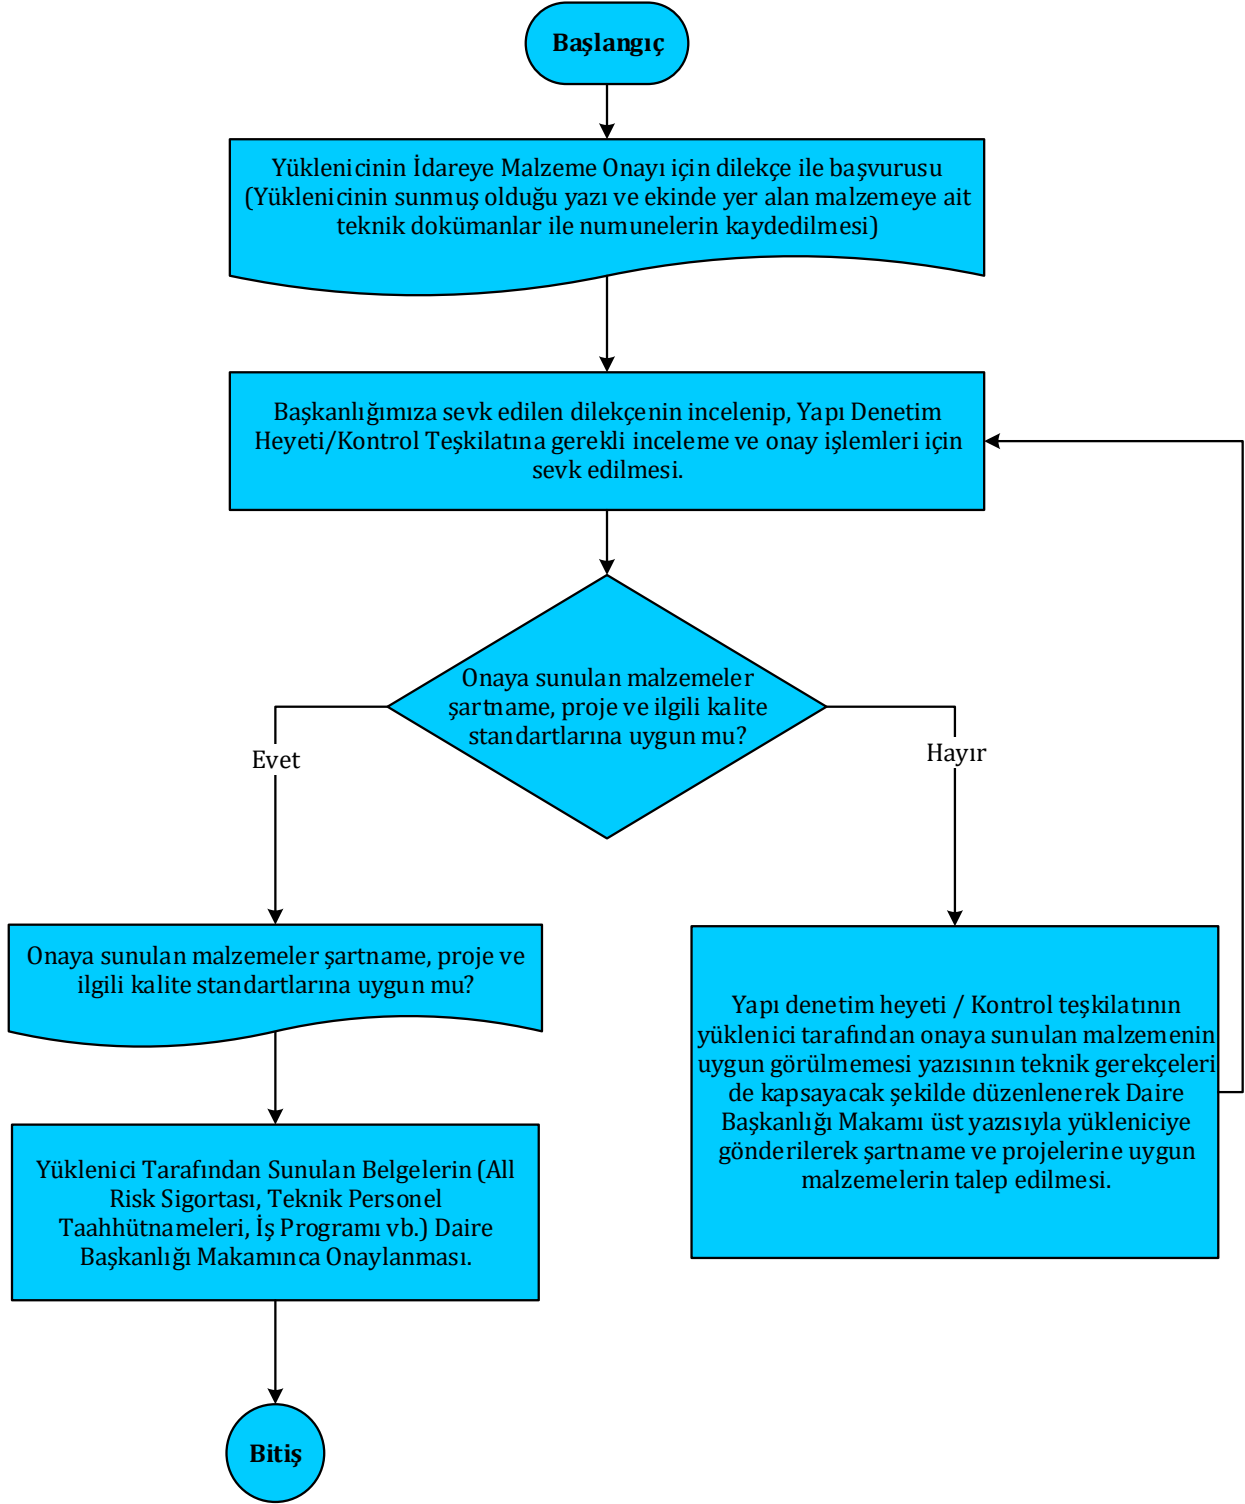 Başlangıç
Yüklenicinin İdareye Malzeme Onayı için dilekçe ile başvurusu
(Yüklenicinin sunmuş olduğu yazı ve ekinde yer alan malzemeye ait
teknik dokümanlar ile numunelerin kaydedilmesi)
Başkanlığımıza sevk edilen dilekçenin incelenip, Yapı Denetim
Heyeti/Kontrol Teşkilatına gerekli inceleme ve onay işlemleri için
sevk edilmesi.
Onaya sunulan malzemeler
şartname, proje ve ilgili kalite
standartlarına uygun mu?
Evet
Hayır
Onaya sunulan malzemeler şartname, proje ve
ilgili kalite standartlarına uygun mu?
Yapı denetim heyeti / Kontrol teşkilatının
yüklenici tarafından onaya sunulan malzemenin
uygun görülmemesi yazısının teknik gerekçeleri
de kapsayacak şekilde düzenlenerek Daire
Başkanlığı Makamı üst yazısıyla yükleniciye
gönderilerek şartname ve projelerine uygun
malzemelerin talep edilmesi.
Yüklenici Tarafından Sunulan Belgelerin (All
Risk Sigortası, Teknik Personel
Taahhütnameleri, İş Programı vb.) Daire
Başkanlığı Makamınca Onaylanması.
Bitiş